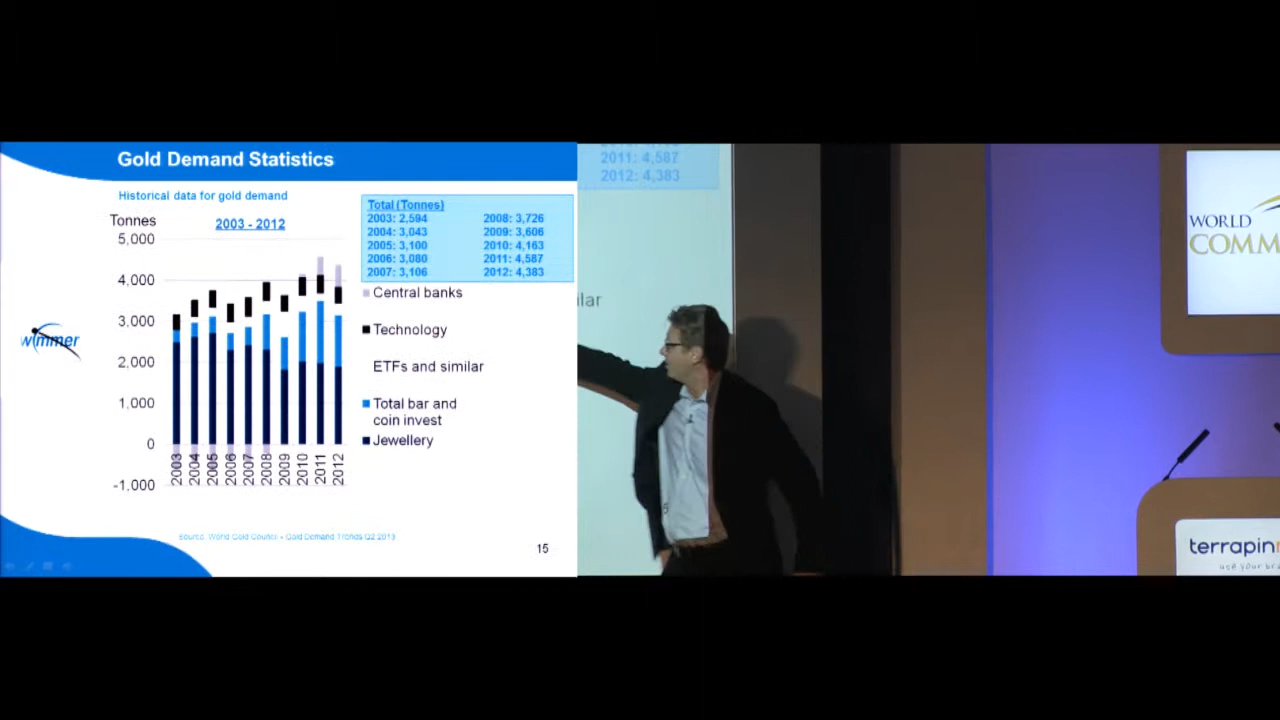 Gold Demand Statistics
Historical data for gold demand
Tonnes
2003 - 2012
5,000
4,000
3,000
2,000
1,000
0
-1,000
2003
2004
2005
2006
2007
2008
2009
2010
2011
2012
Total (Tonnes)
2003: 2,594 2008: 3,726
2004: 3,043 2009: 3,606
2005: 3,100 2010: 4,163
2006: 3,080 2011: 4,587
2007: 3,106 2012: 4,383
Central banks
Technology
ETFs and similar
Total bar and
coin invest
Jewellery
Source: World Gold Council - Gold Demand Trends Q2 2013
15
wimmer
2011: 4,587
2012: 4,383
ilar
WORLD
COMM
terrapin
use your bra